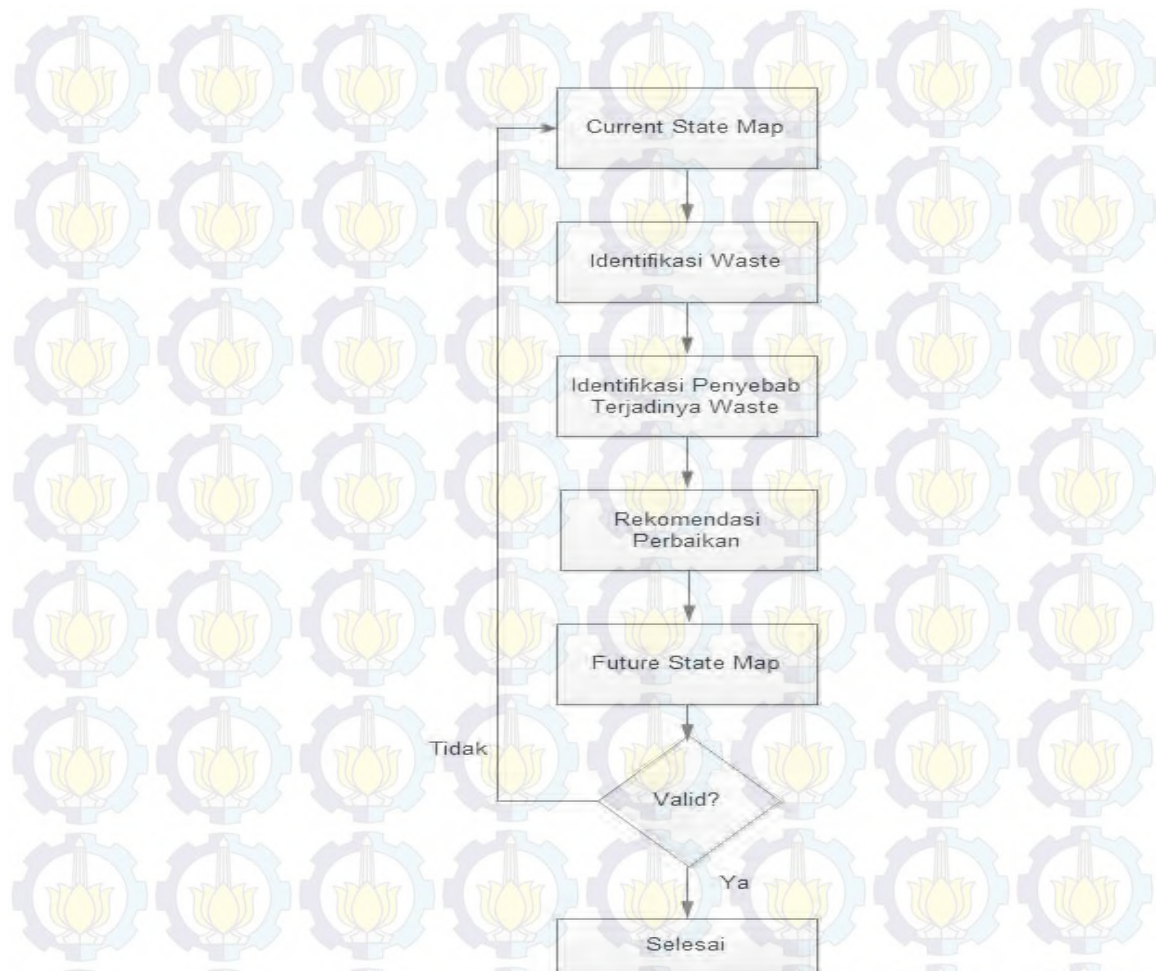 Current State Map
Identifikasi Waste
Identifikasi Penyebab
Terjadinya Waste
Rekomendasi
Perbaikan
Future State Map
Tidak
Valid?
Ya
Selesai